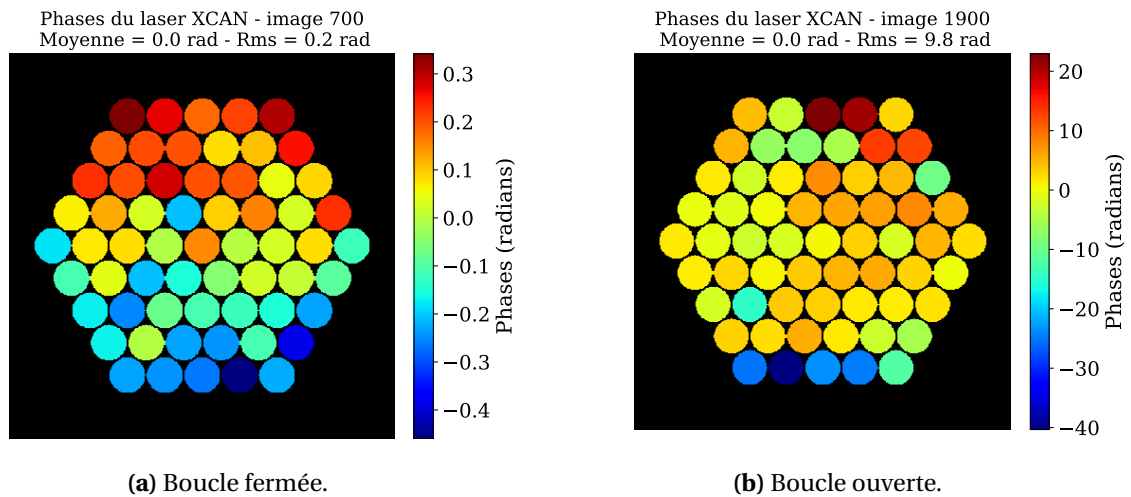 Phases du laser XCAN - image 700
Moyenne = 0.0 rad - Rms = 0.2 rad
0.3
0.2
0.1
0.0
−0.1
−0.2
−0.3
−0.4
Phases (radians)
(a) Boucle fermée.
Phases du laser XCAN - image 1900
Moyenne = 0.0 rad - Rms = 9.8 rad
20
10
0
−10
−20
−30
−40
Phases (radians)
(b) Boucle ouverte.